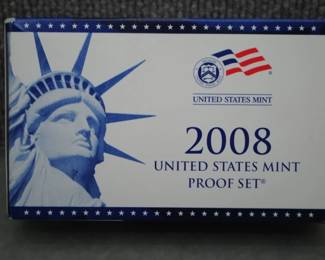 UNITED STATES MINT
2008
UNITED STATES MINT
PROOF SET®